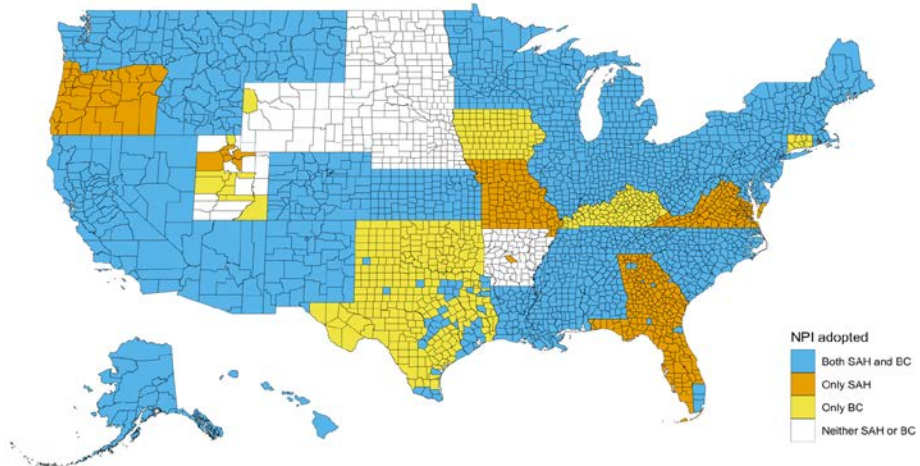 NPI adopted
Both SAH and BC
Only SAH
Only BC
Neither SAH or BC